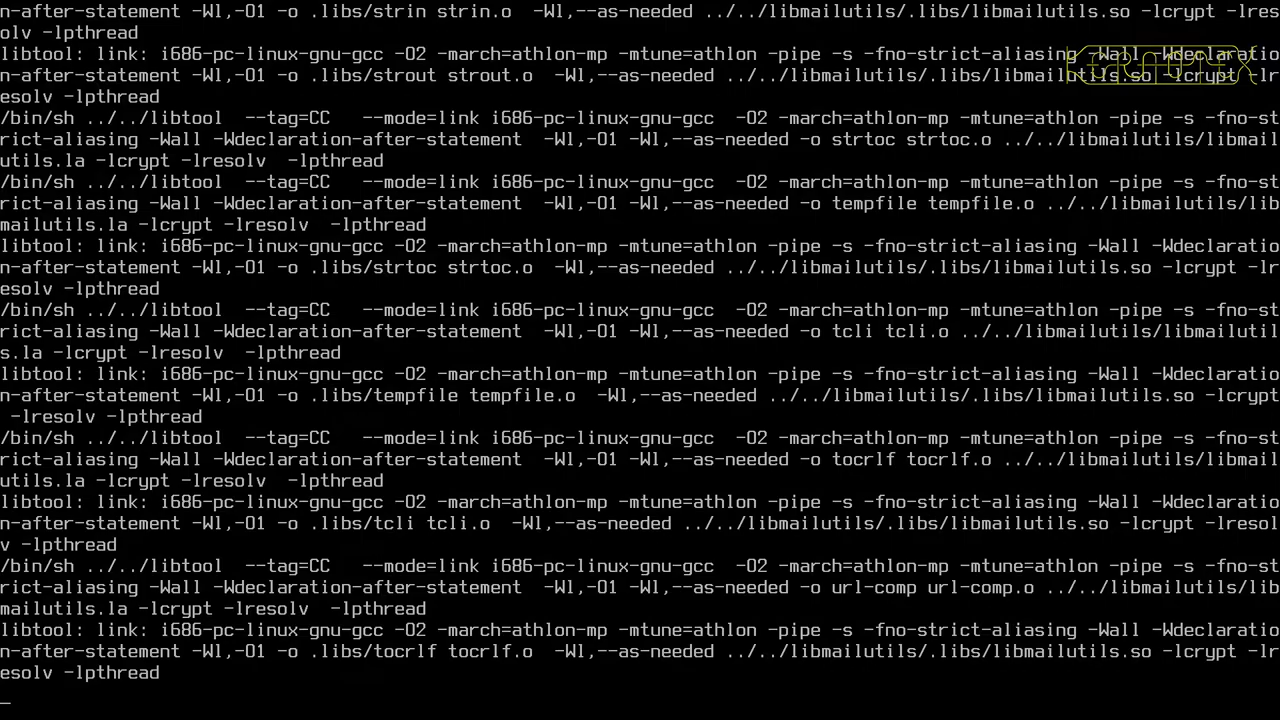 n-after-statement -Wl,-O1 -o .libs/strin strin.o  -Wl,--as-needed ../../libmailutils/.libs/libmailutils.so -lcrypt -lres
olv -lpthread
libtool: link: i686-pc-linux-gnu-gcc -O2 -march=athlon-mp -mtune=athlon -pipe -s -fno-strict-aliasing -Wall -Wdeclaratio
n-after-statement -Wl,-O1 -o .libs/strout strout.o  -Wl,--as-needed ../../libmailutils/.libs/libmailutils.so -lcrypt -lr
esolv -lpthread
/bin/sh ../../libtool  --tag=CC   --mode=link i686-pc-linux-gnu-gcc  -O2 -march=athlon-mp -mtune=athlon -pipe -s -fno-st
rict-aliasing -Wall -Wdeclaration-after-statement  -Wl,-O1 -Wl,--as-needed -o strtoc strtoc.o ../../libmailutils/libmail
utils.la -lcrypt -lresolv  -lpthread
/bin/sh ../../libtool  --tag=CC   --mode=link i686-pc-linux-gnu-gcc  -O2 -march=athlon-mp -mtune=athlon -pipe -s -fno-st
rict-aliasing -Wall -Wdeclaration-after-statement  -Wl,-O1 -Wl,--as-needed -o tempfile tempfile.o ../../libmailutils/lib
mailutils.la -lcrypt -lresolv  -lpthread
libtool: link: i686-pc-linux-gnu-gcc -O2 -march=athlon-mp -mtune=athlon -pipe -s -fno-strict-aliasing -Wall -Wdeclaratio
n-after-statement -Wl,-O1 -o .libs/strtoc strtoc.o  -Wl,--as-needed ../../libmailutils/.libs/libmailutils.so -lcrypt -lr
esolv -lpthread
/bin/sh ../../libtool  --tag=CC   --mode=link i686-pc-linux-gnu-gcc  -O2 -march=athlon-mp -mtune=athlon -pipe -s -fno-st
rict-aliasing -Wall -Wdeclaration-after-statement  -Wl,-O1 -Wl,--as-needed -o tcli tcli.o ../../libmailutils/libmailutil
s.la -lcrypt -lresolv  -lpthread
libtool: link: i686-pc-linux-gnu-gcc -O2 -march=athlon-mp -mtune=athlon -pipe -s -fno-strict-aliasing -Wall -Wdeclaratio
n-after-statement -Wl,-O1 -o .libs/tempfile tempfile.o  -Wl,--as-needed ../../libmailutils/.libs/libmailutils.so -lcrypt
 -lresolv -lpthread
/bin/sh ../../libtool  --tag=CC   --mode=link i686-pc-linux-gnu-gcc  -O2 -march=athlon-mp -mtune=athlon -pipe -s -fno-st
rict-aliasing -Wall -Wdeclaration-after-statement  -Wl,-O1 -Wl,--as-needed -o tocrlf tocrlf.o ../../libmailutils/libmail
utils.la -lcrypt -lresolv  -lpthread
libtool: link: i686-pc-linux-gnu-gcc -O2 -march=athlon-mp -mtune=athlon -pipe -s -fno-strict-aliasing -Wall -Wdeclaratio
n-after-statement -Wl,-O1 -o .libs/tcli tcli.o  -Wl,--as-needed ../../libmailutils/.libs/libmailutils.so -lcrypt -lresol
v -lpthread
/bin/sh ../../libtool  --tag=CC   --mode=link i686-pc-linux-gnu-gcc  -O2 -march=athlon-mp -mtune=athlon -pipe -s -fno-st
rict-aliasing -Wall -Wdeclaration-after-statement  -Wl,-O1 -Wl,--as-needed -o url-comp url-comp.o ../../libmailutils/lib
mailutils.la -lcrypt -lresolv  -lpthread
libtool: link: i686-pc-linux-gnu-gcc -O2 -march=athlon-mp -mtune=athlon -pipe -s -fno-strict-aliasing -Wall -Wdeclaratio
n-after-statement -Wl,-O1 -o .libs/tocrlf tocrlf.o  -Wl,--as-needed ../../libmailutils/.libs/libmailutils.so -lcrypt -lr
esolv -lpthread
_